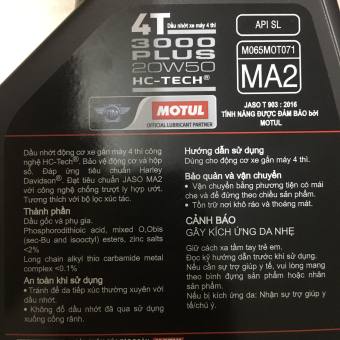 4T Dầu nhớt xe máy 4 thì
3000
PLUS
20W50
HC-TECH®
API SL
M065MOT071
MA2
JASO T 903 : 2016
TÍNH NĂNG ĐƯỢC ĐẢM BẢO bởi
MOTUL
MOTUL
OFFICIAL LUBRICANT PARTNER
Dầu nhớt động cơ xe gắn máy 4 thì công
nghệ HC-Tech®. Bảo vệ động cơ và hộp
số. Đáp ứng tiêu chuẩn Harley
Davidson®. Đạt tiêu chuẩn JASO MA2
với công nghệ chống trượt ly hợp ướt.
Tương thích với bộ lọc xúc tác.
Thành phần
Dầu gốc và phụ gia.
Phosphorodithioic acid, mixed O,Obis
(sec-Bu and isooctyl) esters, zinc salts
<2%
Long chain alkyl thio carbamide metal
complex <0.1%
An toàn khi sử dụng
• Tránh để da tiếp xúc thường xuyên với
dầu nhớt.
• Không đổ dầu nhớt đã qua sử dụng
xuống cống rãnh.
Hướng dẫn sử dụng
Dùng cho động cơ xe gắn máy 4 thì.
Bảo quản và vận chuyển
• Vận chuyển bằng phương tiện có mái
che và để đứng theo chiều sản phẩm.
• Tồn trữ nơi khô ráo và thoáng mát.
CẢNH BÁO
GÂY KÍCH ỨNG DA NHẸ
Giữ cách xa tầm tay trẻ em.
Đọc kỹ hướng dẫn trước khi sử dụng.
Nếu cần sự trợ giúp y tế, vui lòng mang
theo bình đựng sản phẩm hoặc nhãn
sản phẩm.
Nếu bị kích ứng da: Nhận sự trợ giúp
y tế/chú ý.